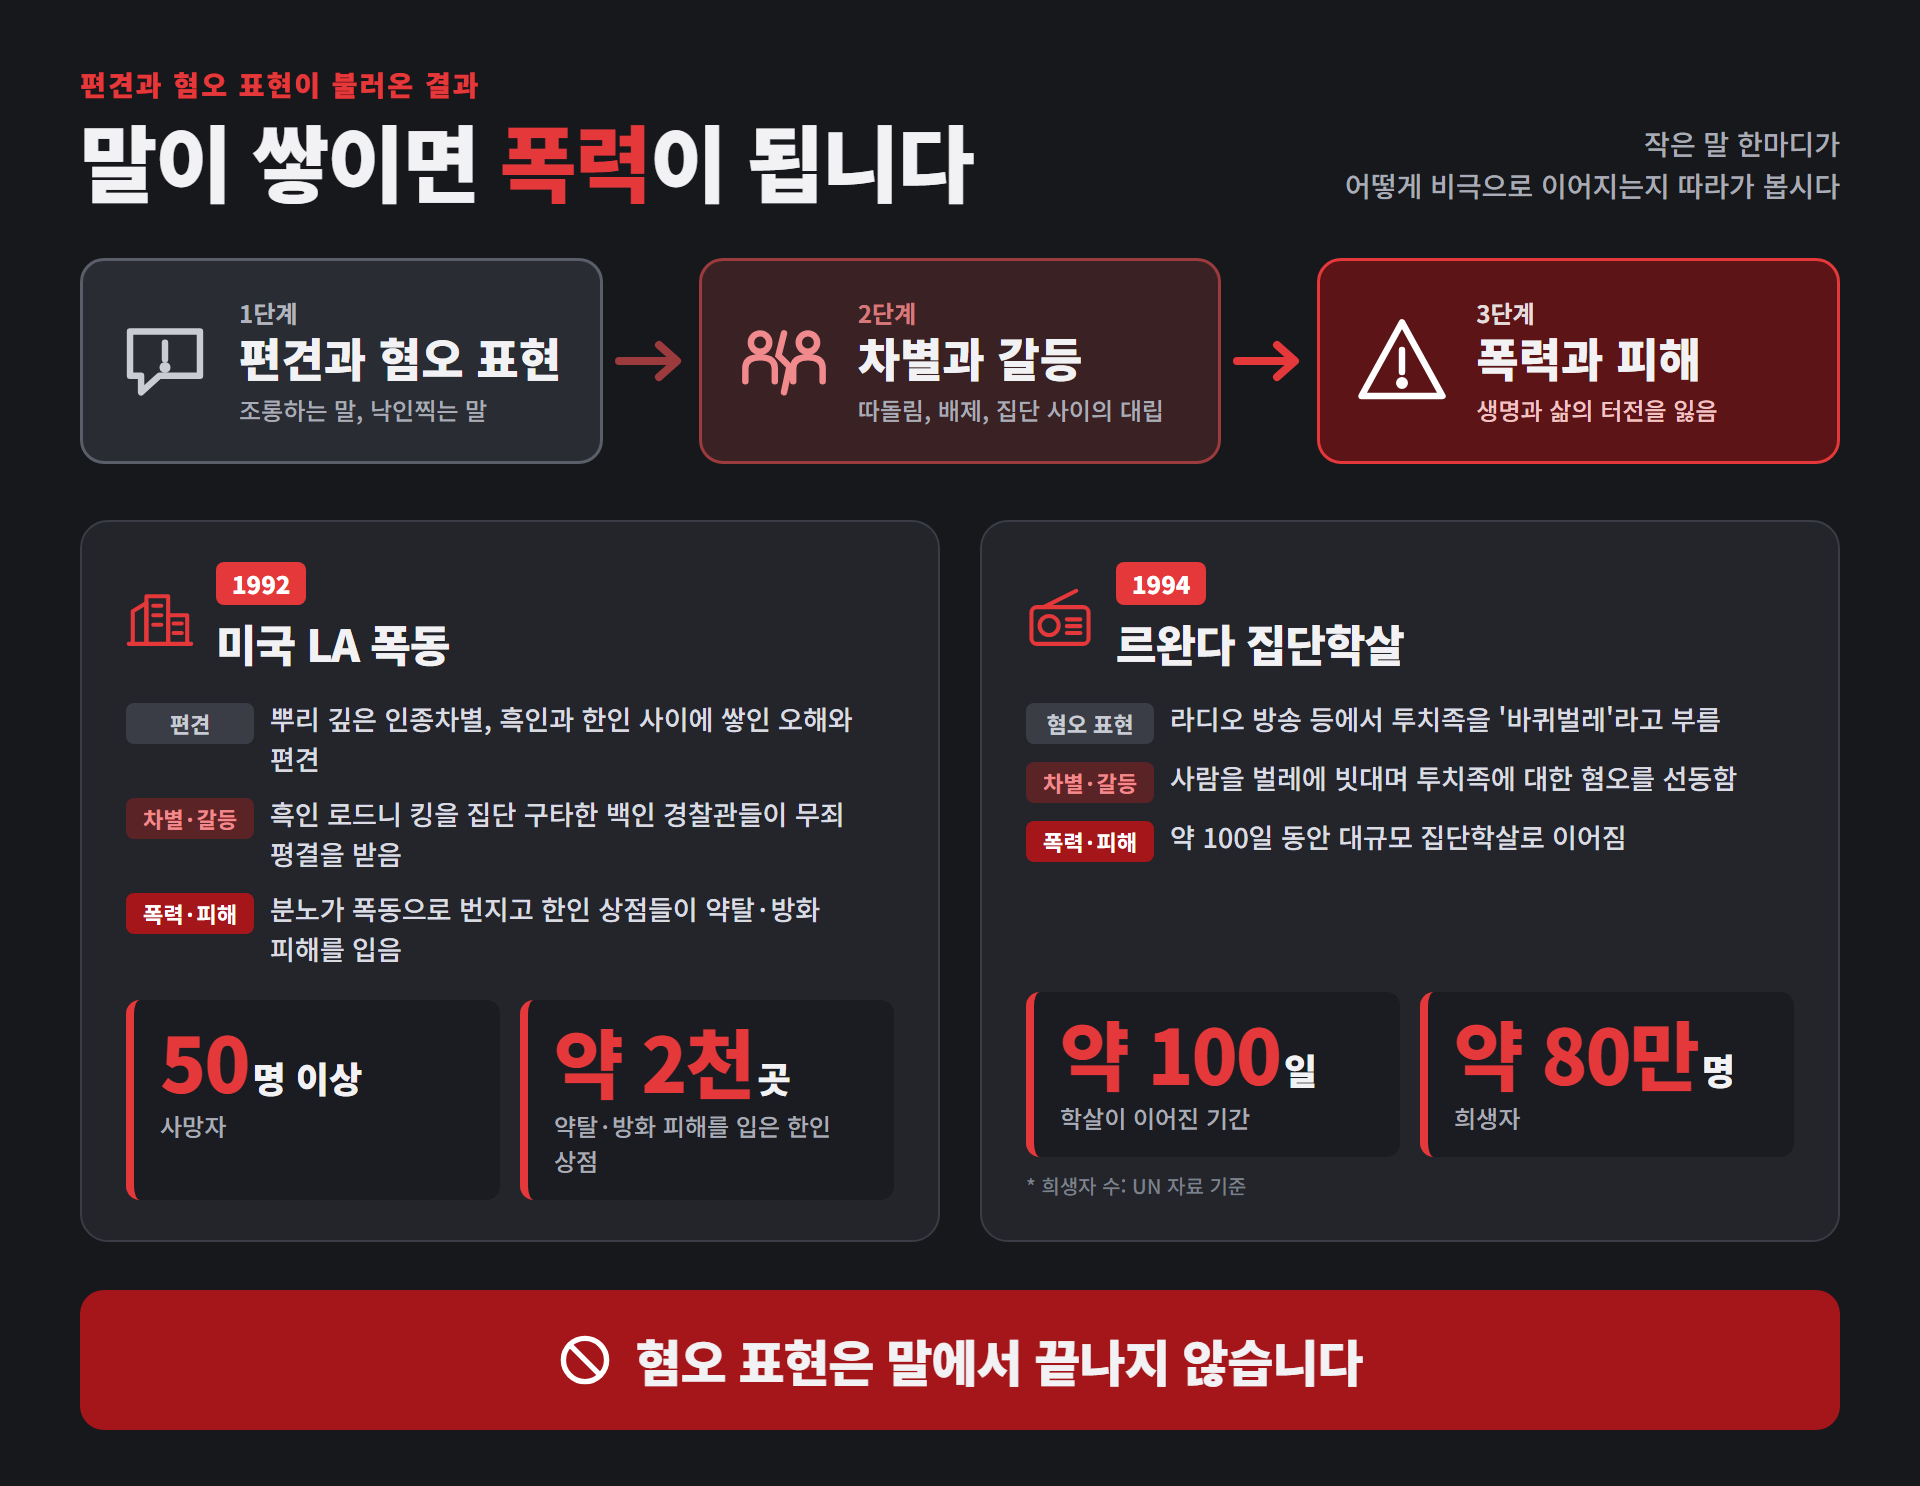 편견과 혐오 표현이 불러온 결과
말이 쌓이면 폭력이 됩니다
작은 말 한마디가
어떻게 비극으로 이어지는지 따라가 봅시다
1단계
편견과 혐오 표현
조롱하는 말, 낙인찍는 말
2단계
차별과 갈등
따돌림, 배제, 집단 사이의 대립
3단계
폭력과 피해
생명과 삶의 터전을 잃음
1992
미국 LA 폭동
편견
뿌리 깊은 인종차별, 흑인과 한인 사이에 쌓인 오해와
편견
차별·갈등
흑인 로드니 킹을 집단 구타한 백인 경찰관들이 무죄
평결을 받음
폭력·피해
분노가 폭동으로 번지고 한인 상점들이 약탈·방화
피해를 입음
50명 이상
사망자
약 2천곳
약탈·방화 피해를 입은 한인
상점
1994
르완다 집단학살
혐오 표현
라디오 방송 등에서 투치족을 '바퀴벌레'라고 부름
차별·갈등
사람을 벌레에 빗대며 투치족에 대한 혐오를 선동함
폭력·피해
약 100일 동안 대규모 집단학살로 이어짐
약 100일
학살이 이어진 기간
약 80만명
희생자
* 희생자 수: UN 자료 기준
혐오 표현은 말에서 끝나지 않습니다